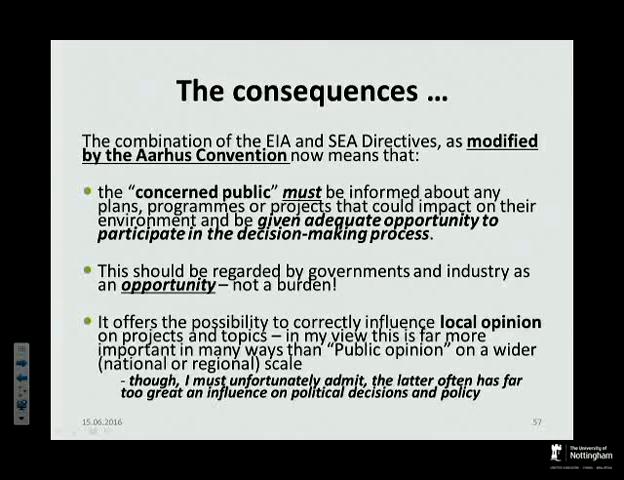 The consequences …
The combination of the EIA and SEA Directives, as modified
by the Aarhus Convention now means that:
• the “concerned public” must be informed about any
plans, programmes or projects that could impact on their
environment and be given adequate opportunity to
participate in the decision-making process.
• This should be regarded by governments and industry as
an opportunity – not a burden!
• It offers the possibility to correctly influence local opinion
on projects and topics – in my view this is far more
important in many ways than “Public opinion” on a wider
(national or regional) scale
- though, I must unfortunately admit, the latter often has far
too great an influence on political decisions and policy
15.06.2016
57
The University of
Nottingham